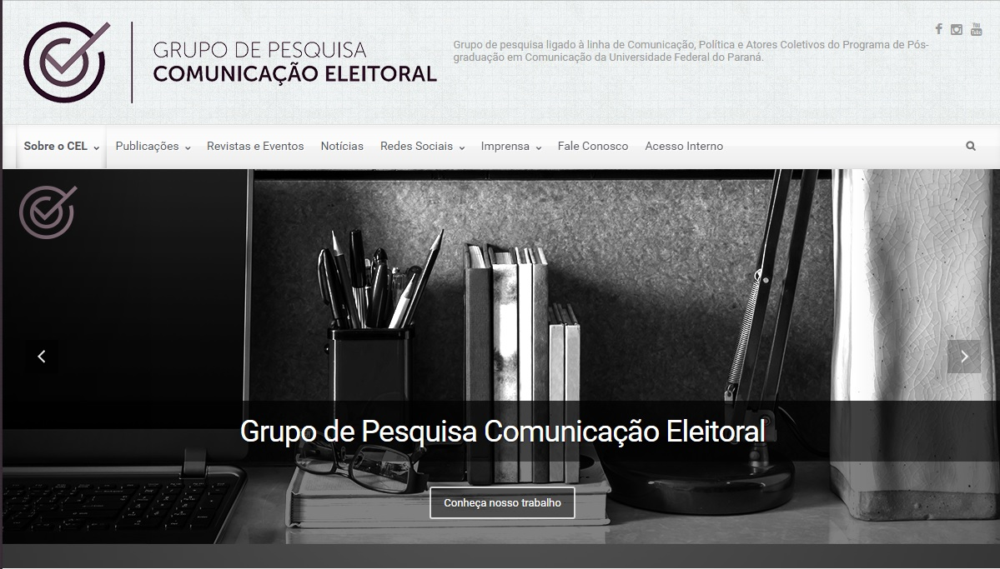 GRUPO DE PESQUISA
COMUNICAÇÃO ELEITORAL
Grupo de pesquisa ligado à linha de Comunicação, Política e Atores Coletivos do Programa de Pós-
graduação em Comunicação da Universidade Federal do Paraná.
You
Tube
Sobre o CEL Publicações Revistas e Eventos Notícias Redes Sociais Imprensa Fale Conosco Acesso Interno
Grupo de Pesquisa Comunicação Eleitoral
Conheça nosso trabalho